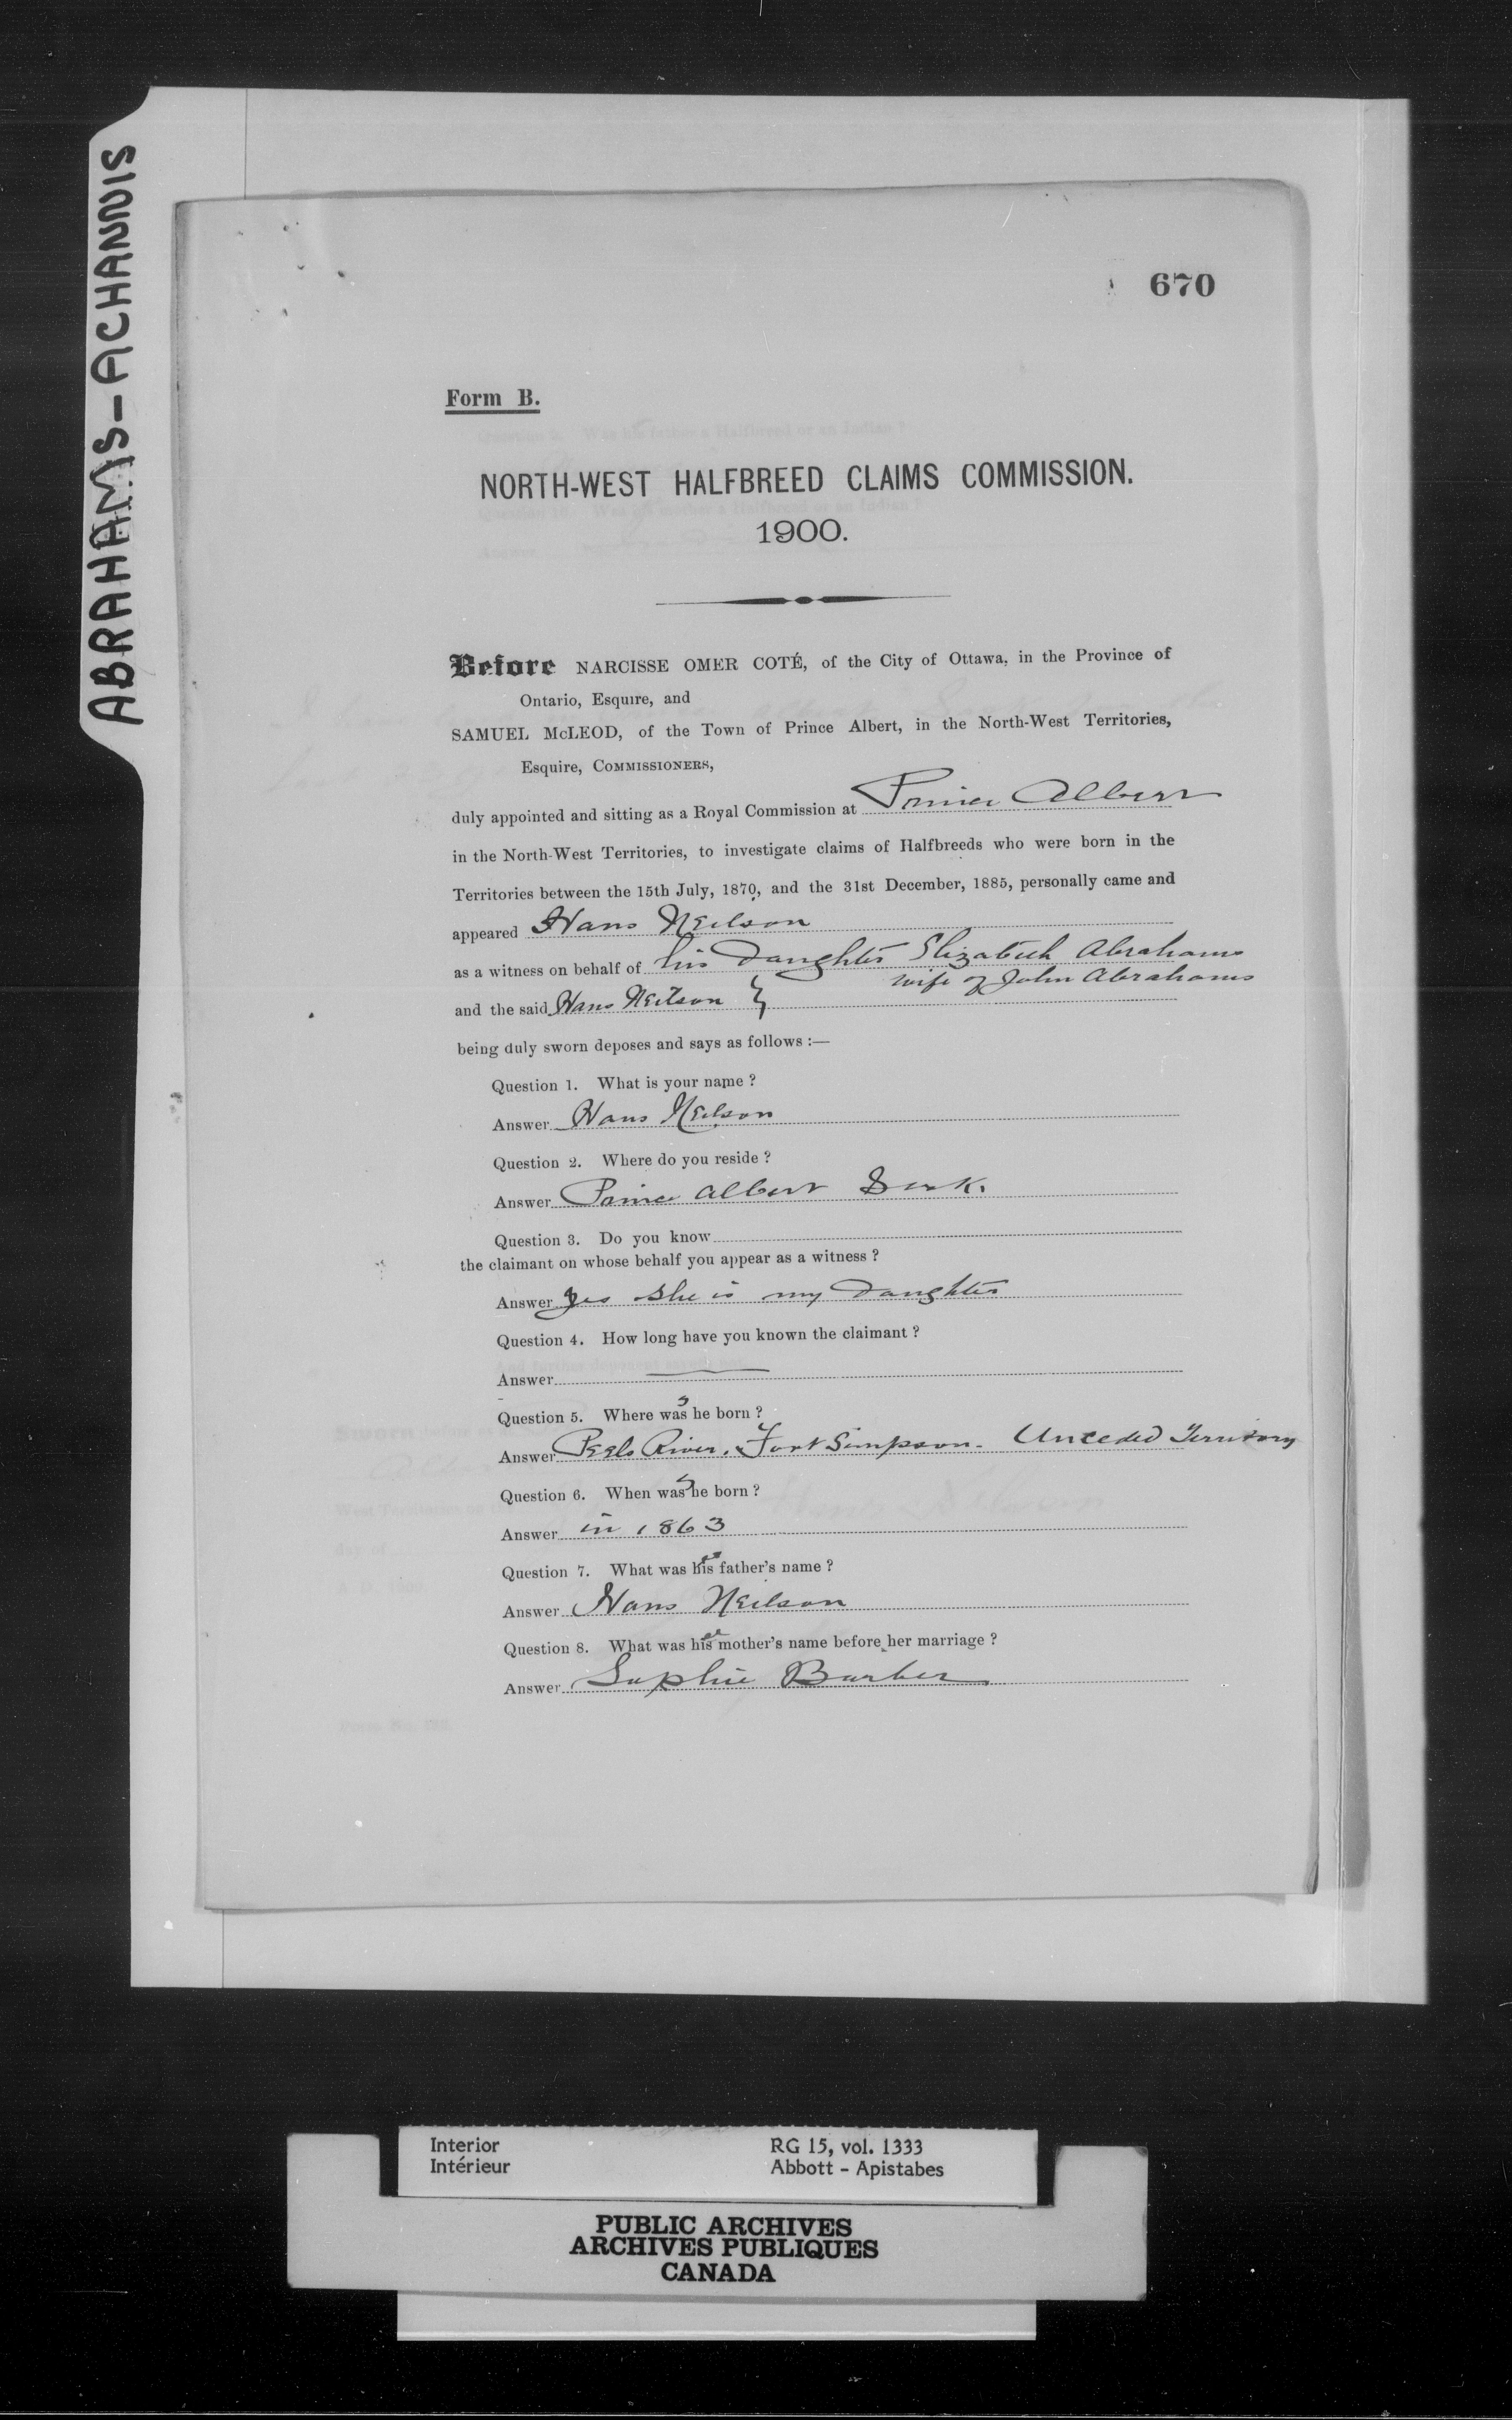 ABRAHAMS-ACHANNIS
670
Form B.
NORTH-WEST HALFBREED CLAIMS COMMISSION.
1900.
Before NARCISSE OMER COTÉ, of the City of Ottawa, in the Province of
Ontario, Esquire, and
SAMUEL McLEOD, of the Town of Prince Albert, in the North-West Territories,
Esquire, COMMISSIONERS,
duly appointed and sitting as a Royal Commission at Prince Albert
in the North-West Territories, to investigate claims of Halfbreeds who were born in the
Territories between the 15th July, 1870, and the 31st December, 1885, personally came and
appeared Hans Neilson
as a witness on behalf of his daughter Elizabeth Abrahams
wife of John Abrahams
and the said Hans Neilson }
being duly sworn deposes and says as follows :—
Question 1. What is your name ?
Answer Hans Neilson
Question 2. Where do you reside ?
Answer Prince Albert Sask.
Question 3. Do you know
the claimant on whose behalf you appear as a witness ?
Answer Yes she is my daughter
Question 4. How long have you known the claimant ?
Answer —
Question 5. Where was she born ?
Answer Peels River, Fort Simpson - Unceded Territory
Question 6. When was she born ?
Answer in 1863
Question 7. What was his er father's name ?
Answer Hans Neilson
Question 8. What was his er mother's name before her marriage ?
Answer Sophie Barber
Interior
Intérieur
RG 15, vol. 1333
Abbott - Apistabes
PUBLIC ARCHIVES
ARCHIVES PUBLIQUES
CANADA